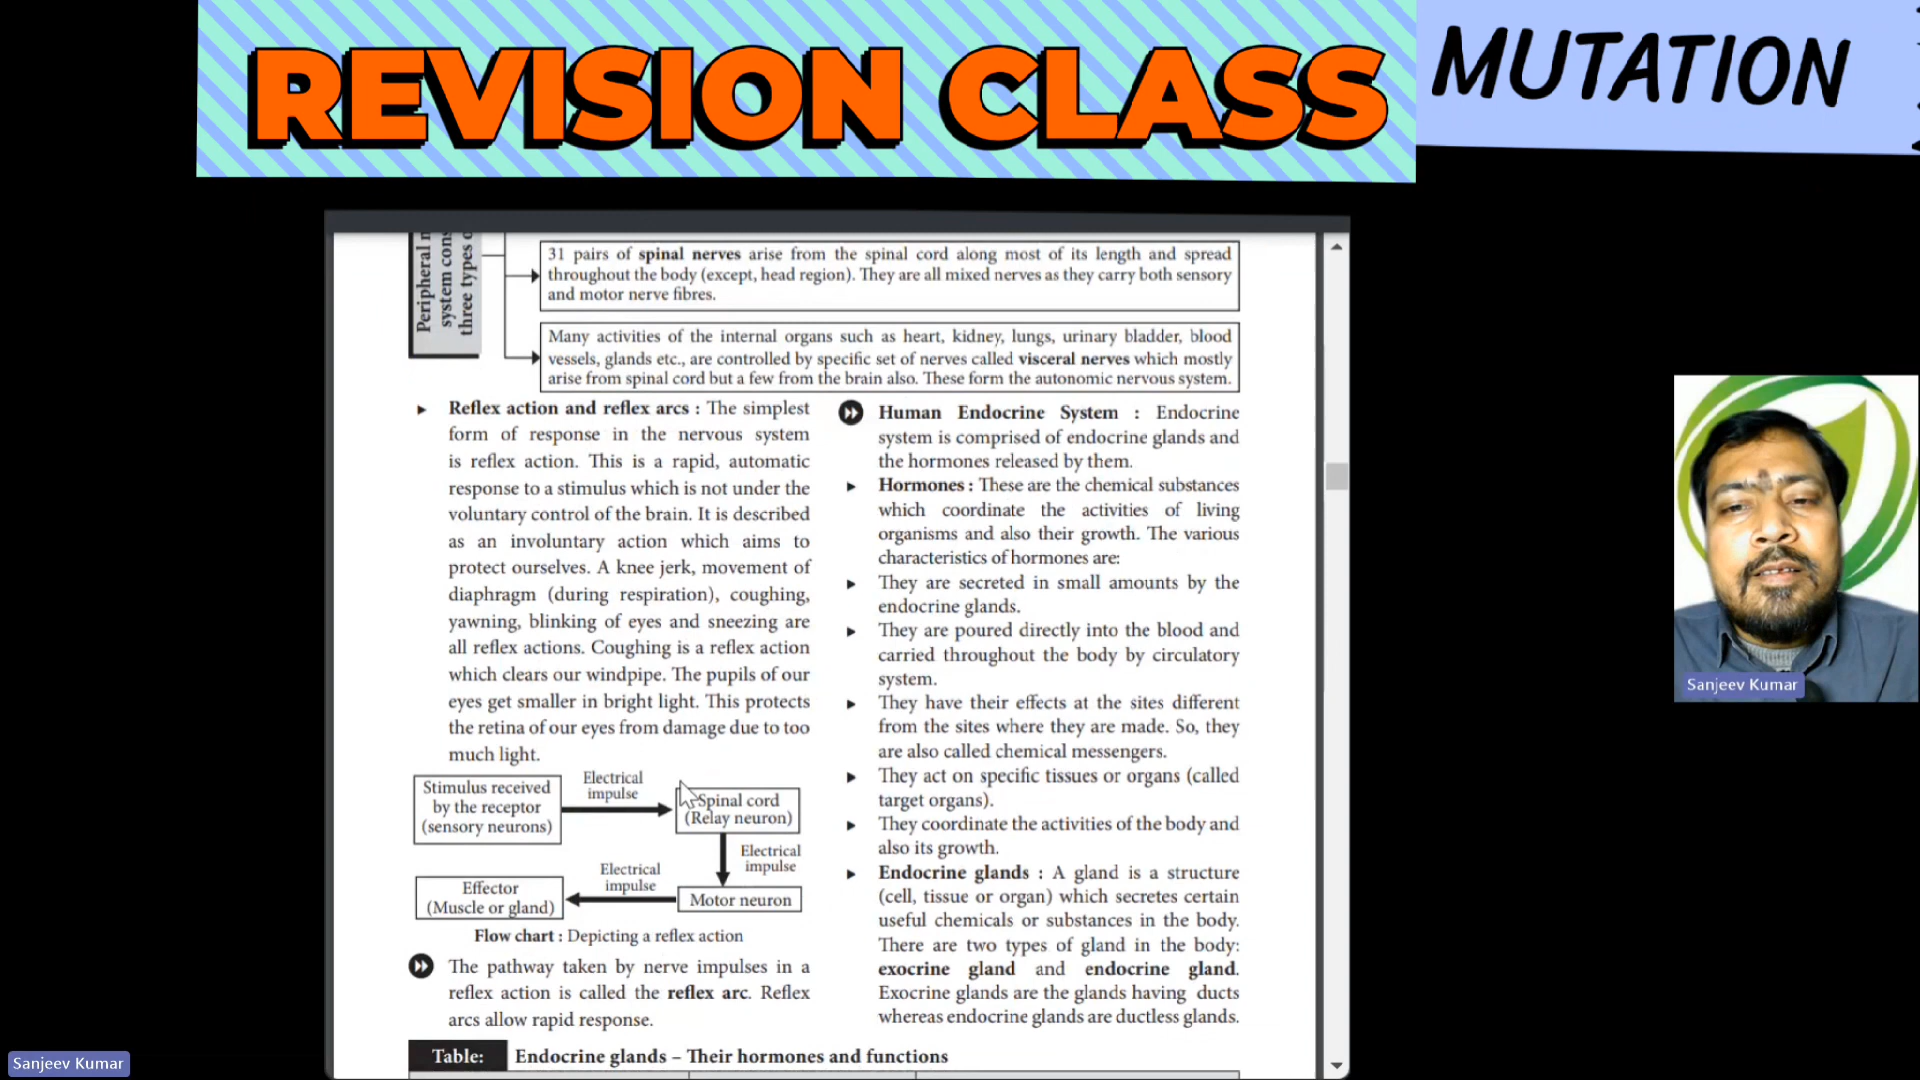 REVISION CLASS
MUTATION
Peripheral
system cons
three types
31 pairs of spinal nerves arise from the spinal cord along most of its length and spread
throughout the body (except, head region). They are all mixed nerves as they carry both sensory
and motor nerve fibres.
Many activities of the internal organs such as heart, kidney, lungs, urinary bladder, blood
vessels, glands etc., are controlled by specific set of nerves called visceral nerves which mostly
arise from spinal cord but a few from the brain also. These form the autonomic nervous system.
Reflex action and reflex arcs : The simplest
form of response in the nervous system
is reflex action. This is a rapid, automatic
response to a stimulus which is not under the
voluntary control of the brain. It is described
as an involuntary action which aims to
protect ourselves. A knee jerk, movement of
diaphragm (during respiration), coughing,
yawning, blinking of eyes and sneezing are
all reflex actions. Coughing is a reflex action
which clears our windpipe. The pupils of our
eyes get smaller in bright light. This protects
the retina of our eyes from damage due to too
much light.
Stimulus received
by the receptor
(sensory neurons)
Electrical
impulse
Spinal cord
(Relay neuron)
Electrical
impulse
Motor neuron
Electrical
impulse
Effector
(Muscle or gland)
Flow chart : Depicting a reflex action
The pathway taken by nerve impulses in a
reflex action is called the reflex arc. Reflex
arcs allow rapid response.
Human Endocrine System : Endocrine
system is comprised of endocrine glands and
the hormones released by them.
Hormones : These are the chemical substances
which coordinate the activities of living
organisms and also their growth. The various
characteristics of hormones are:
They are secreted in small amounts by the
endocrine glands.
They are poured directly into the blood and
carried throughout the body by circulatory
system.
They have their effects at the sites different
from the sites where they are made. So, they
are also called chemical messengers.
They act on specific tissues or organs (called
target organs).
They coordinate the activities of the body and
also its growth.
Endocrine glands : A gland is a structure
(cell, tissue or organ) which secretes certain
useful chemicals or substances in the body.
There are two types of gland in the body:
exocrine gland and endocrine gland.
Exocrine glands are the glands having ducts
whereas endocrine glands are ductless glands.
Table: Endocrine glands – Their hormones and functions
Sanjeev Kumar
Sanjeev Kumar